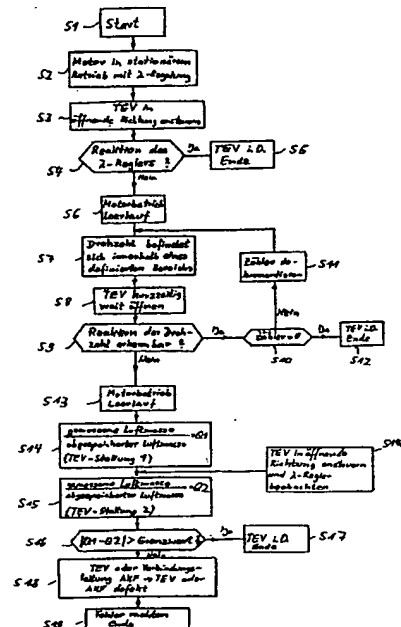 S1
Start
S2
Motor in stationärem
Betrieb mit λ-Regelung
S3
TEV in
öffnende Richtung ansteuern
S4
Reaktion des
λ-Reglers ?
Ja
TEV i.O.
Ende
S5
Nein
S6
Motorbetrieb
Leerlauf
S7
Drehzahl befindet
sich innerhalb eines
definierten Bereichs
Zähler de-
krementieren
S11
S8
TEV kurzzeitig
weit öffnen
Nein
S9
Reaktion der Dreh-
zahl erkennbar ?
Ja
S10
Ja
TEV i.O.
Ende
S12
Nein
S13
Motorbetrieb
Leerlauf
S14
gemessene Luftmasse
abgespeicherte Luftmasse
=Q1
(TEV-Stellung 1)
TEV in öffnende
Richtung ansteuern
und λ-Regler
beobachten
S15
gemessene Luftmasse
abgespeicherte Luftmasse
=Q2
(TEV-Stellung 2)
S16
|Q1-Q2| > Grenzwert
Ja
TEV i.O.
Ende
S17
Nein
S18
TEV oder Verbindungs-
leitung AKF → TEV oder
AKF defekt
S19
Fehler melden
Ende